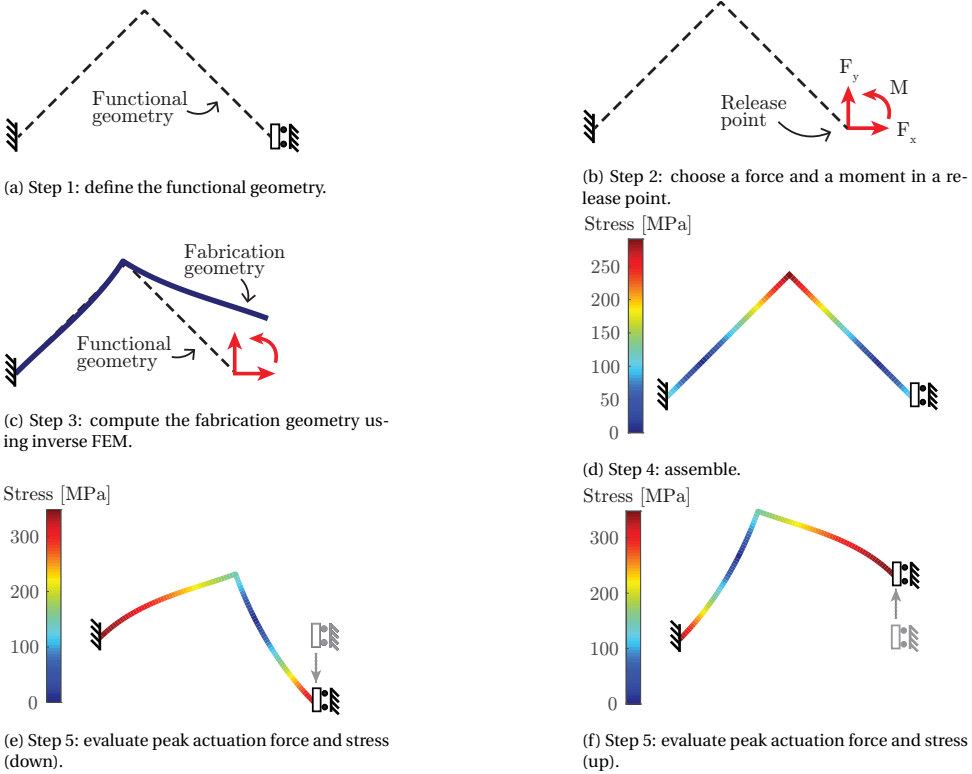 Functional
geometry
(a) Step 1: define the functional geometry.
F_y
M
Release
point
F_x
(b) Step 2: choose a force and a moment in a re-
lease point.
Fabrication
geometry
Functional
geometry
(c) Step 3: compute the fabrication geometry us-
ing inverse FEM.
Stress [MPa]
250
200
150
100
50
0
(d) Step 4: assemble.
Stress [MPa]
300
200
100
0
(e) Step 5: evaluate peak actuation force and stress
(down).
Stress [MPa]
300
200
100
0
(f) Step 5: evaluate peak actuation force and stress
(up).